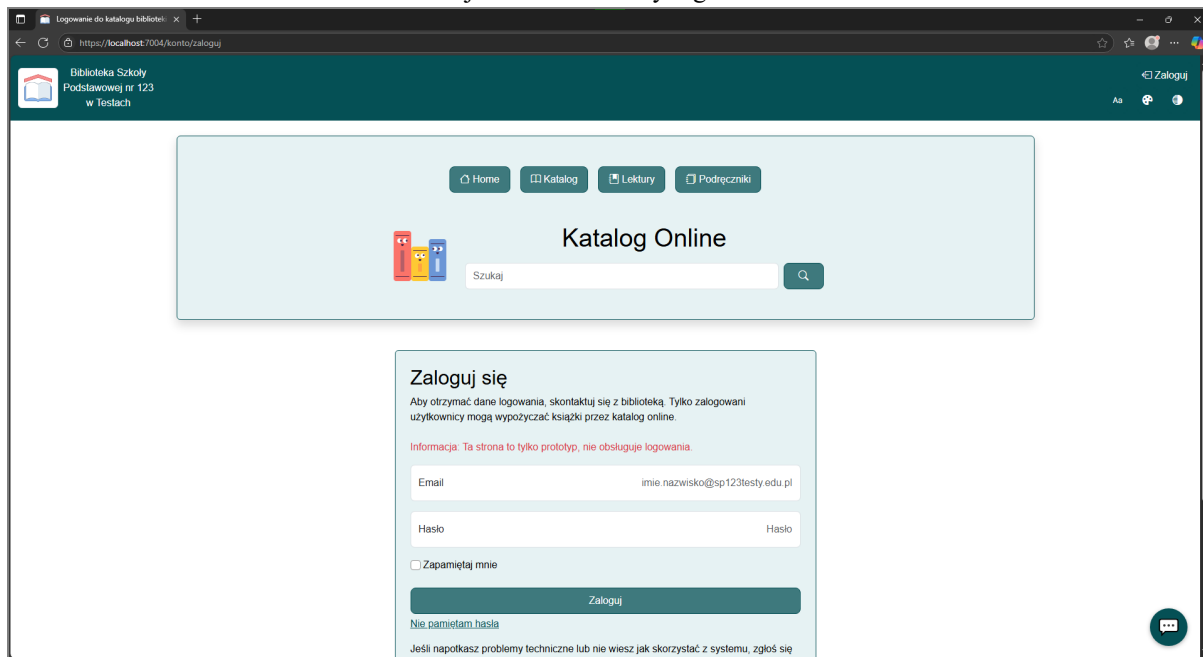 Logowanie do katalogu bibliotek
https://localhost:7004/konto/zaloguj
Biblioteka Szkoły
Podstawowej nr 123
w Testach
Zaloguj
Aa
Home
Katalog
Lektury
Podręczniki
Katalog Online
Szukaj
Zaloguj się
Aby otrzymać dane logowania, skontaktuj się z biblioteką. Tylko zalogowani
użytkownicy mogą wypożyczać książki przez katalog online.
Informacja: Ta strona to tylko prototyp, nie obsługuje logowania.
Email imie.nazwisko@sp123testy.edu.pl
Hasło Hasło
Zapamiętaj mnie
Zaloguj
Nie pamiętam hasła
Jeśli napotkasz problemy techniczne lub nie wiesz jak skorzystać z systemu, zgłoś się